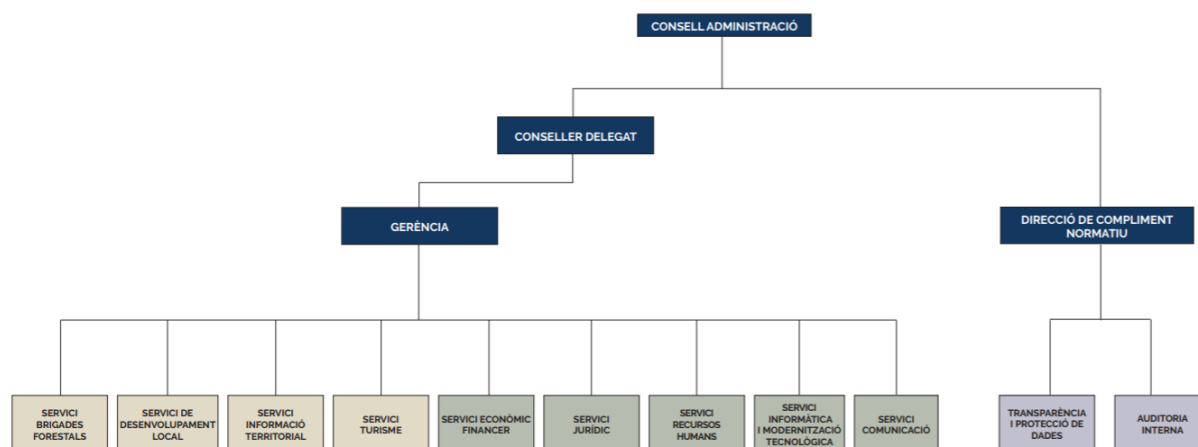 CONSELL ADMINISTRACIÓ
CONSELLER DELEGAT
GERÈNCIA
DIRECCIÓ DE COMPLIMENT
NORMATIU
SERVICI
BRIGADES
FORESTALS
SERVICI DE
DESENVOLUPAMENT
LOCAL
SERVICI
INFORMACIÓ
TERRITORIAL
SERVICI
TURISME
SERVICI ECONÒMIC
FINANCER
SERVICI
JURÍDIC
SERVICI
RECURSOS
HUMANS
SERVICI
INFORMÀTICA
I MODERNITZACIÓ
TECNOLÒGICA
SERVICI
COMUNICACIÓ
TRANSPARÈNCIA
I PROTECCIÓ DE
DADES
AUDITORIA
INTERNA